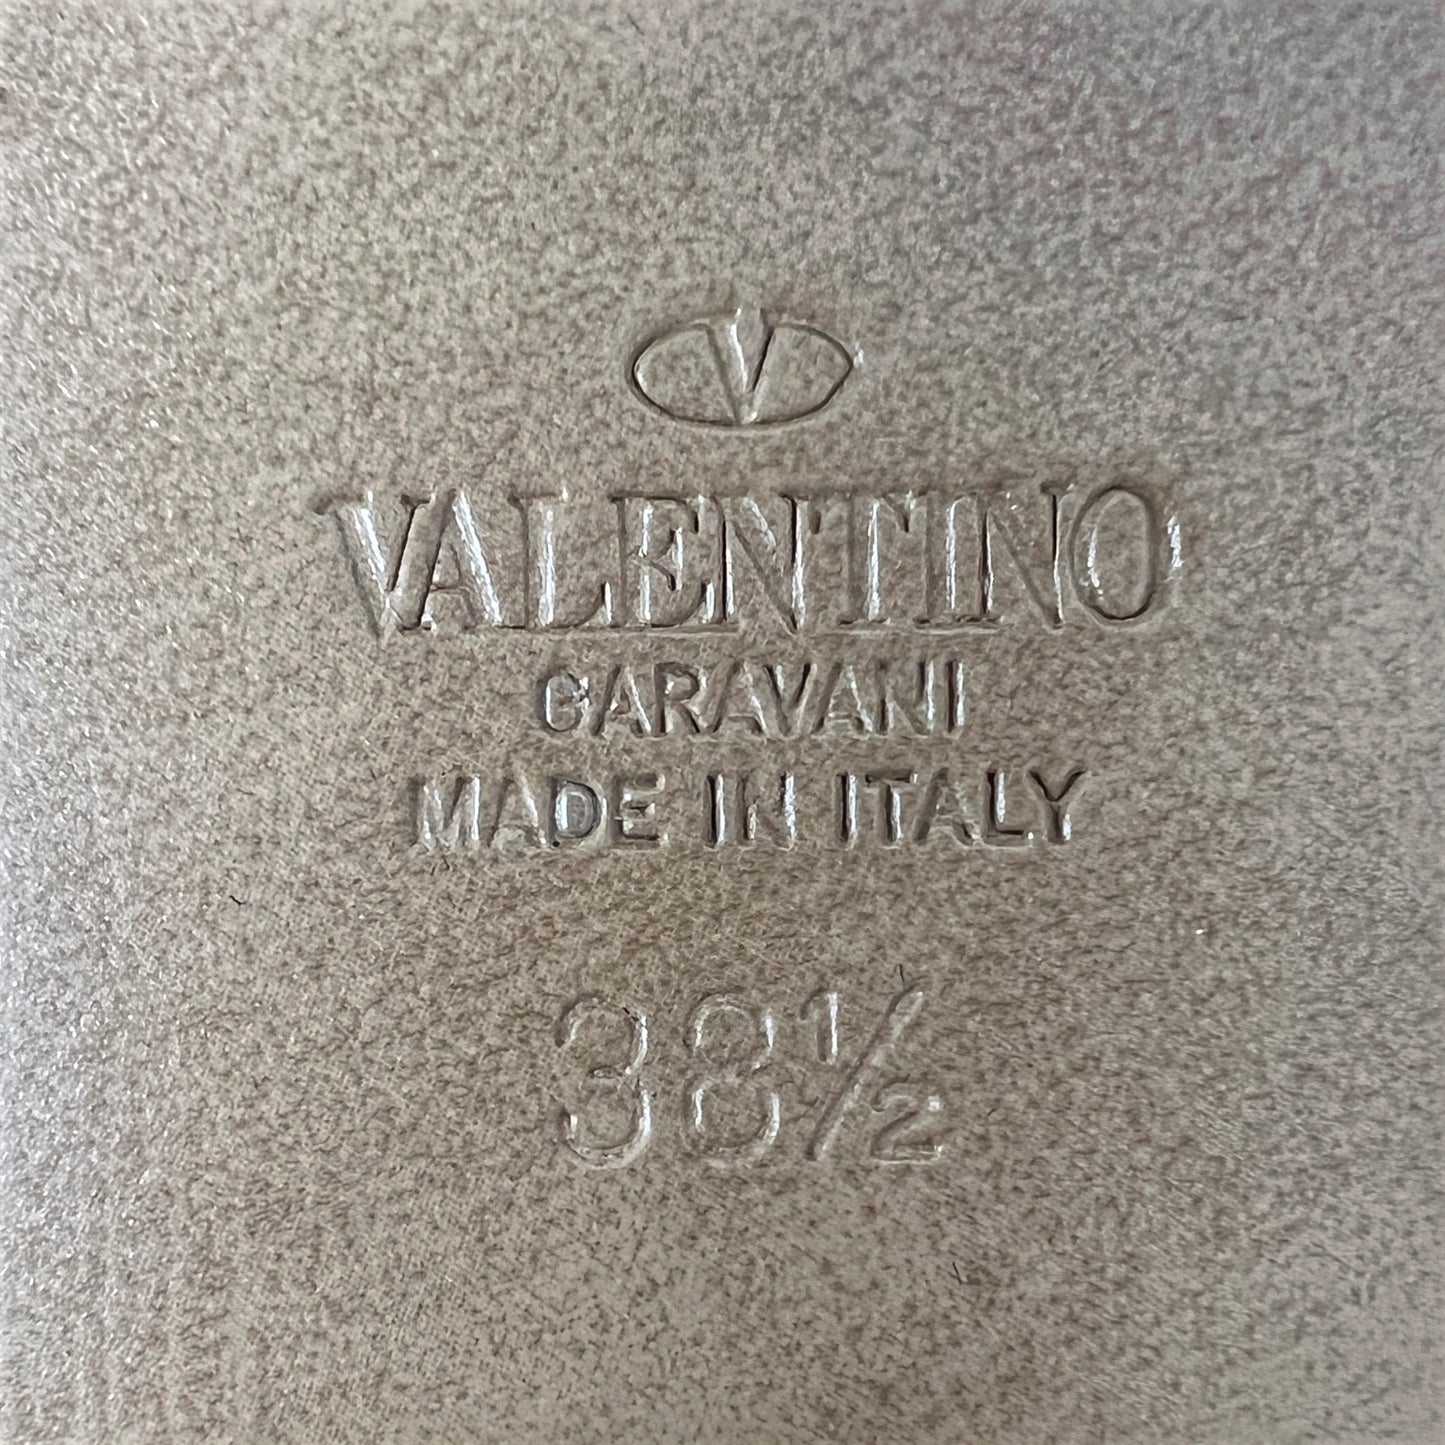 V
VALENTINO
GARAVANI
MADE IN ITALY
38½